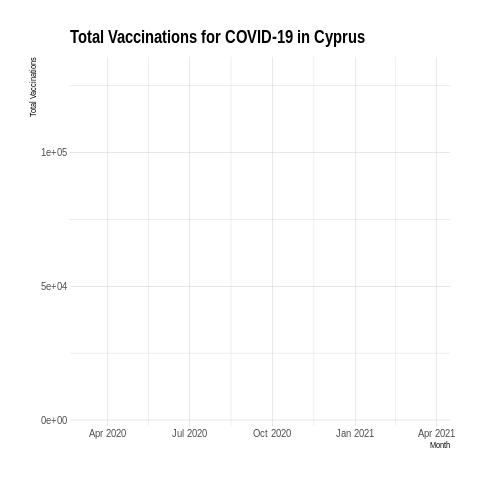 Total Vaccinations for COVID-19 in Cyprus
Total Vaccinations
1e+05
5e+04
0e+00
Apr 2020 Jul 2020 Oct 2020 Jan 2021 Apr 2021
Month